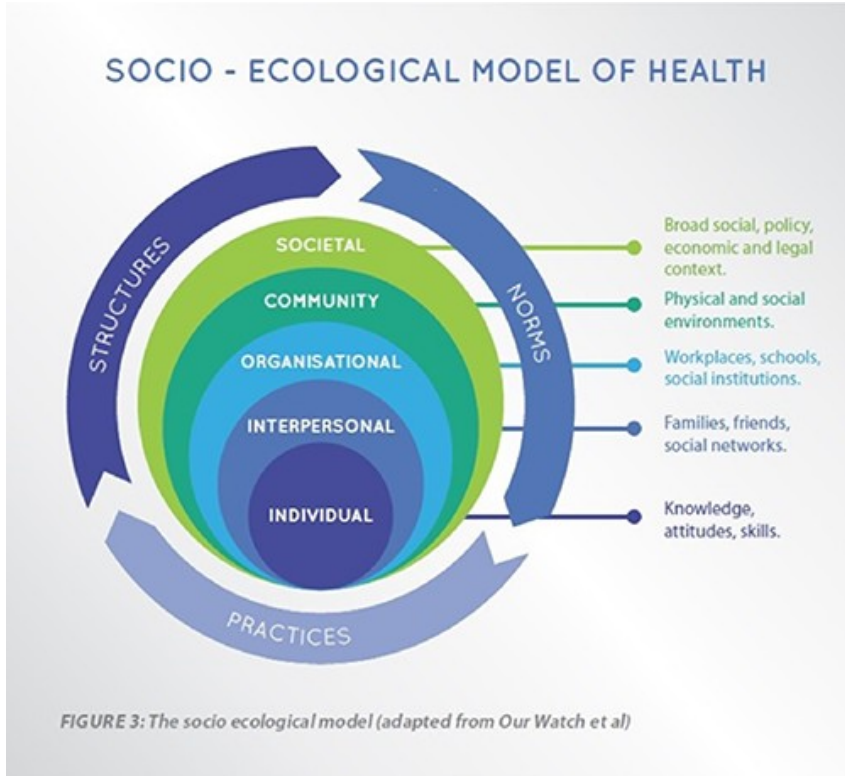 SOCIO - ECOLOGICAL MODEL OF HEALTH
STRUCTURES
NORMS
PRACTICES
SOCIETAL
COMMUNITY
ORGANISATIONAL
INTERPERSONAL
INDIVIDUAL
Broad social, policy,
economic and legal
context.
Physical and social
environments.
Workplaces, schools,
social institutions.
Families, friends,
social networks.
Knowledge,
attitudes, skills.
FIGURE 3: The socio ecological model (adapted from Our Watch et al)